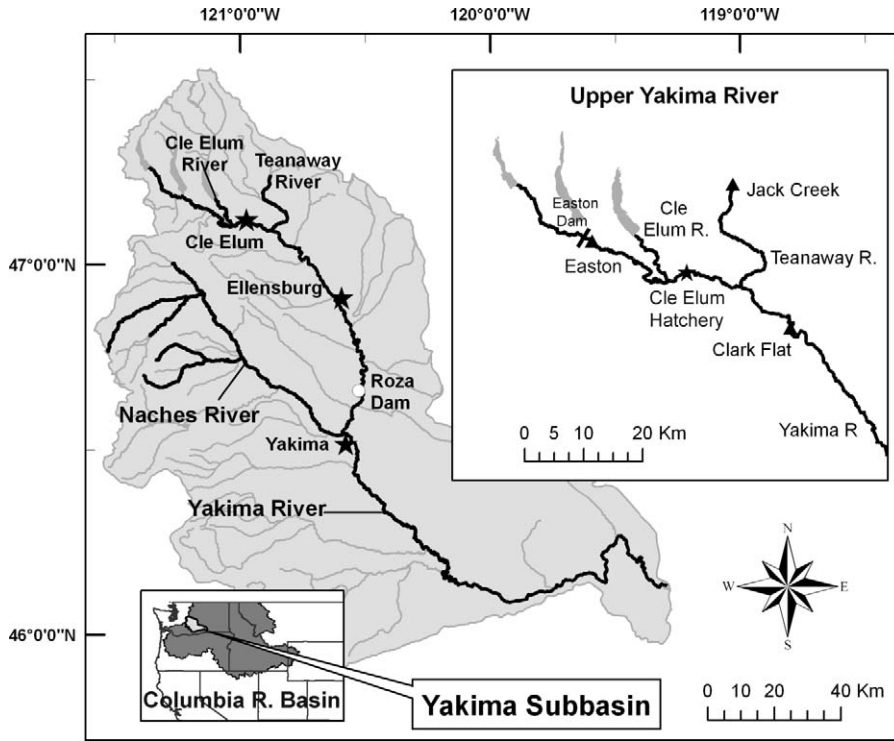 121°0'0"W
120°0'0"W
119°0'0"W
47°0'0"N
46°0'0"N
Cle Elum
River
Teanaway
River
Cle Elum
Ellensburg
Roza
Dam
Naches River
Yakima
Yakima River
Upper Yakima River
Jack Creek
Easton
Dam
Cle
Elum R.
Easton
Teanaway R.
Cle Elum
Hatchery
Clark Flat
Yakima R
0 5 10 20 Km
N
W E
S
0 10 20 40 Km
Columbia R. Basin
Yakima Subbasin